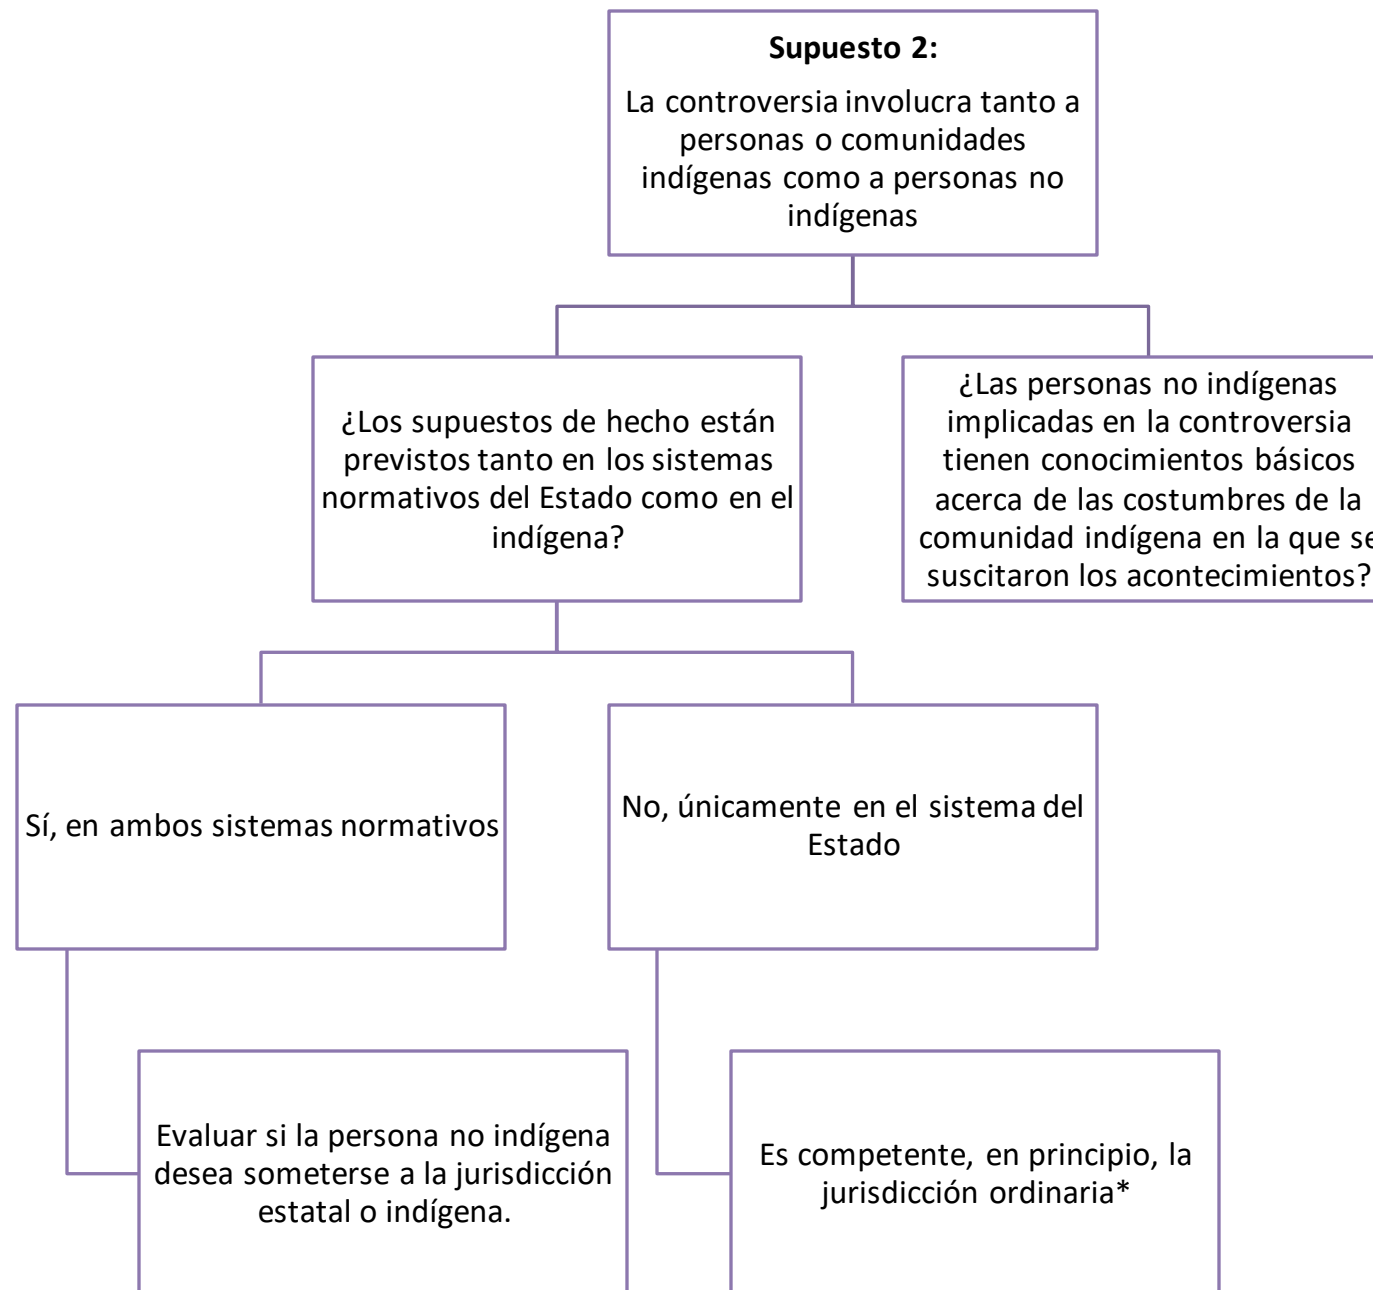 Supuesto 2:
La controversia involucra tanto a
personas o comunidades
indígenas como a personas no
indígenas
¿Los supuestos de hecho están
previstos tanto en los sistemas
normativos del Estado como en el
indígena?
¿Las personas no indígenas
implicadas en la controversia
tienen conocimientos básicos
acerca de las costumbres de la
comunidad indígena en la que se
suscitaron los acontecimientos?
Sí, en ambos sistemas normativos
No, únicamente en el sistema del
Estado
Evaluar si la persona no indígena
desea someterse a la jurisdicción
estatal o indígena.
Es competente, en principio, la
jurisdicción ordinaria*